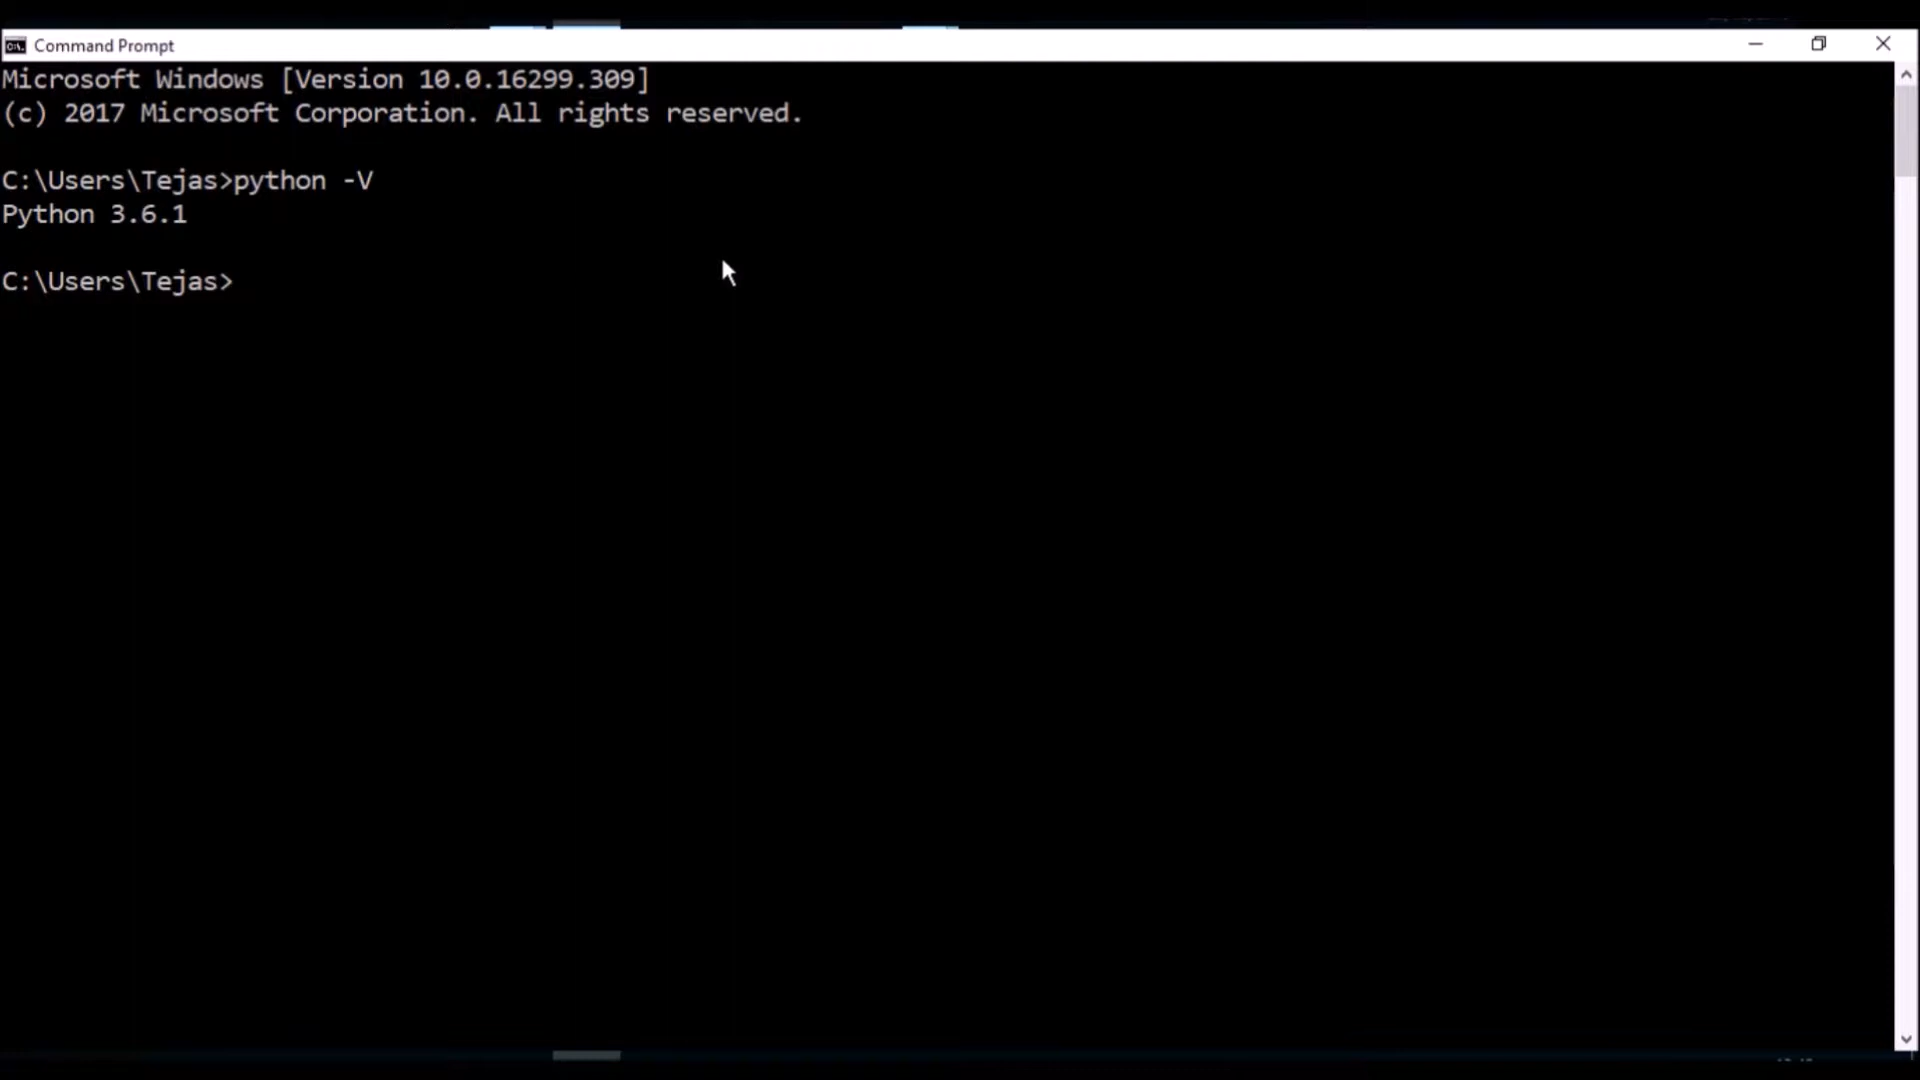 Command Prompt
Microsoft Windows [Version 10.0.16299.309]
(c) 2017 Microsoft Corporation. All rights reserved.
C:\Users\Tejas>python -V
Python 3.6.1
C:\Users\Tejas>